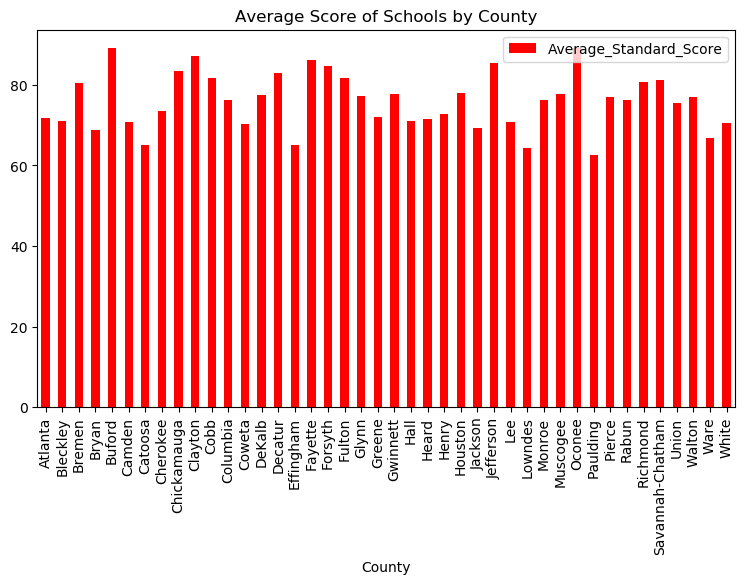 Average Score of Schools by County
Average_Standard_Score
80
60
40
20
0
Atlanta
Bleckley
Bremen
Bryan
Buford
Camden
Catoosa
Cherokee
Chickamauga
Clayton
Cobb
Columbia
Coweta
DeKalb
Decatur
Effingham
Fayette
Forsyth
Fulton
Glynn
Greene
Gwinnett
Hall
Heard
Henry
Houston
Jackson
Jefferson
Lee
Lowndes
Monroe
Muscogee
Oconee
Paulding
Pierce
Rabun
Richmond
Savannah-Chatham
Union
Walton
Ware
White
County